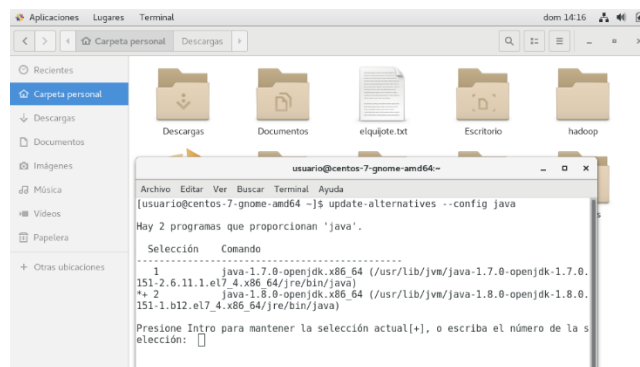 Aplicaciones Lugares Terminal dom 14:16
Carpeta personal Descargas
Recientes
Carpeta personal
Descargas
Documentos
Imágenes
Música
Vídeos
Papelera
+ Otras ubicaciones
Descargas Documentos elquijote.txt Escritorio hadoop
usuario@centos-7-gnome-amd64:~
Archivo Editar Ver Buscar Terminal Ayuda
[usuario@centos-7-gnome-amd64 ~]$ update-alternatives --config java
Hay 2 programas que proporcionan 'java'.
Selección Comando
-----------------------------------------------
1 java-1.7.0-openjdk.x86_64 (/usr/lib/jvm/java-1.7.0-openjdk-1.7.0.
151-2.6.11.1.el7_4.x86_64/jre/bin/java)
*+ 2 java-1.8.0-openjdk.x86_64 (/usr/lib/jvm/java-1.8.0-openjdk-1.8.0.
151-1.b12.el7_4.x86_64/jre/bin/java)
Presione Intro para mantener la selección actual[+], o escriba el número de la s
elección: